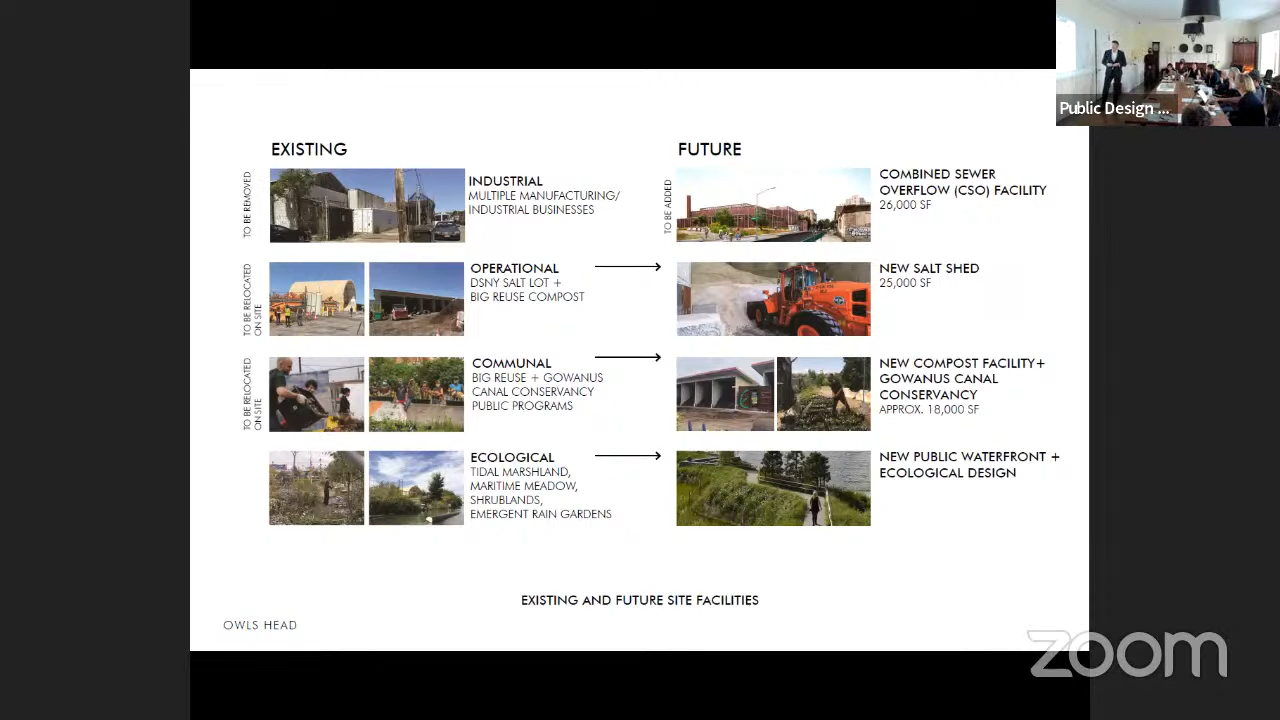 Public Design ...
EXISTING
FUTURE
TO BE REMOVED
INDUSTRIAL
MULTIPLE MANUFACTURING/
INDUSTRIAL BUSINESSES
TO BE ADDED
COMBINED SEWER
OVERFLOW (CSO) FACILITY
26,000 SF
TO BE RELOCATED
ON SITE
OPERATIONAL
DSNY SALT LOT +
BIG REUSE COMPOST
NEW SALT SHED
25,000 SF
TO BE RELOCATED
ON SITE
COMMUNAL
BIG REUSE + GOWANUS
CANAL CONSERVANCY
PUBLIC PROGRAMS
NEW COMPOST FACILITY+
GOWANUS CANAL
CONSERVANCY
APPROX. 18,000 SF
ECOLOGICAL
TIDAL MARSHLAND,
MARITIME MEADOW,
SHRUBLANDS,
EMERGENT RAIN GARDENS
NEW PUBLIC WATERFRONT +
ECOLOGICAL DESIGN
EXISTING AND FUTURE SITE FACILITIES
OWLS HEAD
zoom